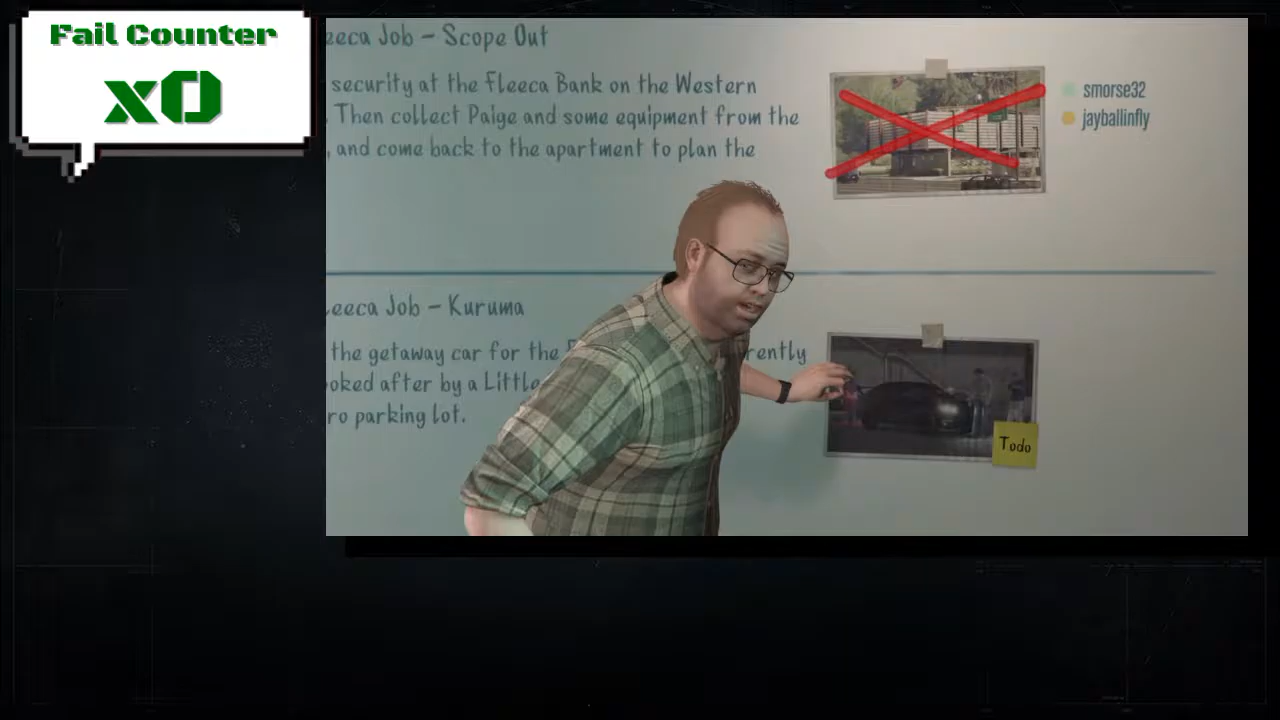 Fail Counter
x0
eeca Job - Scope Out
security at the Fleeca Bank on the Western
. Then collect Paige and some equipment from the
, and come back to the apartment to plan the
smorse32
jayballinfly
eeca Job - Kuruma
the getaway car for the rently
oked after by a Little
ro parking lot.
Todo